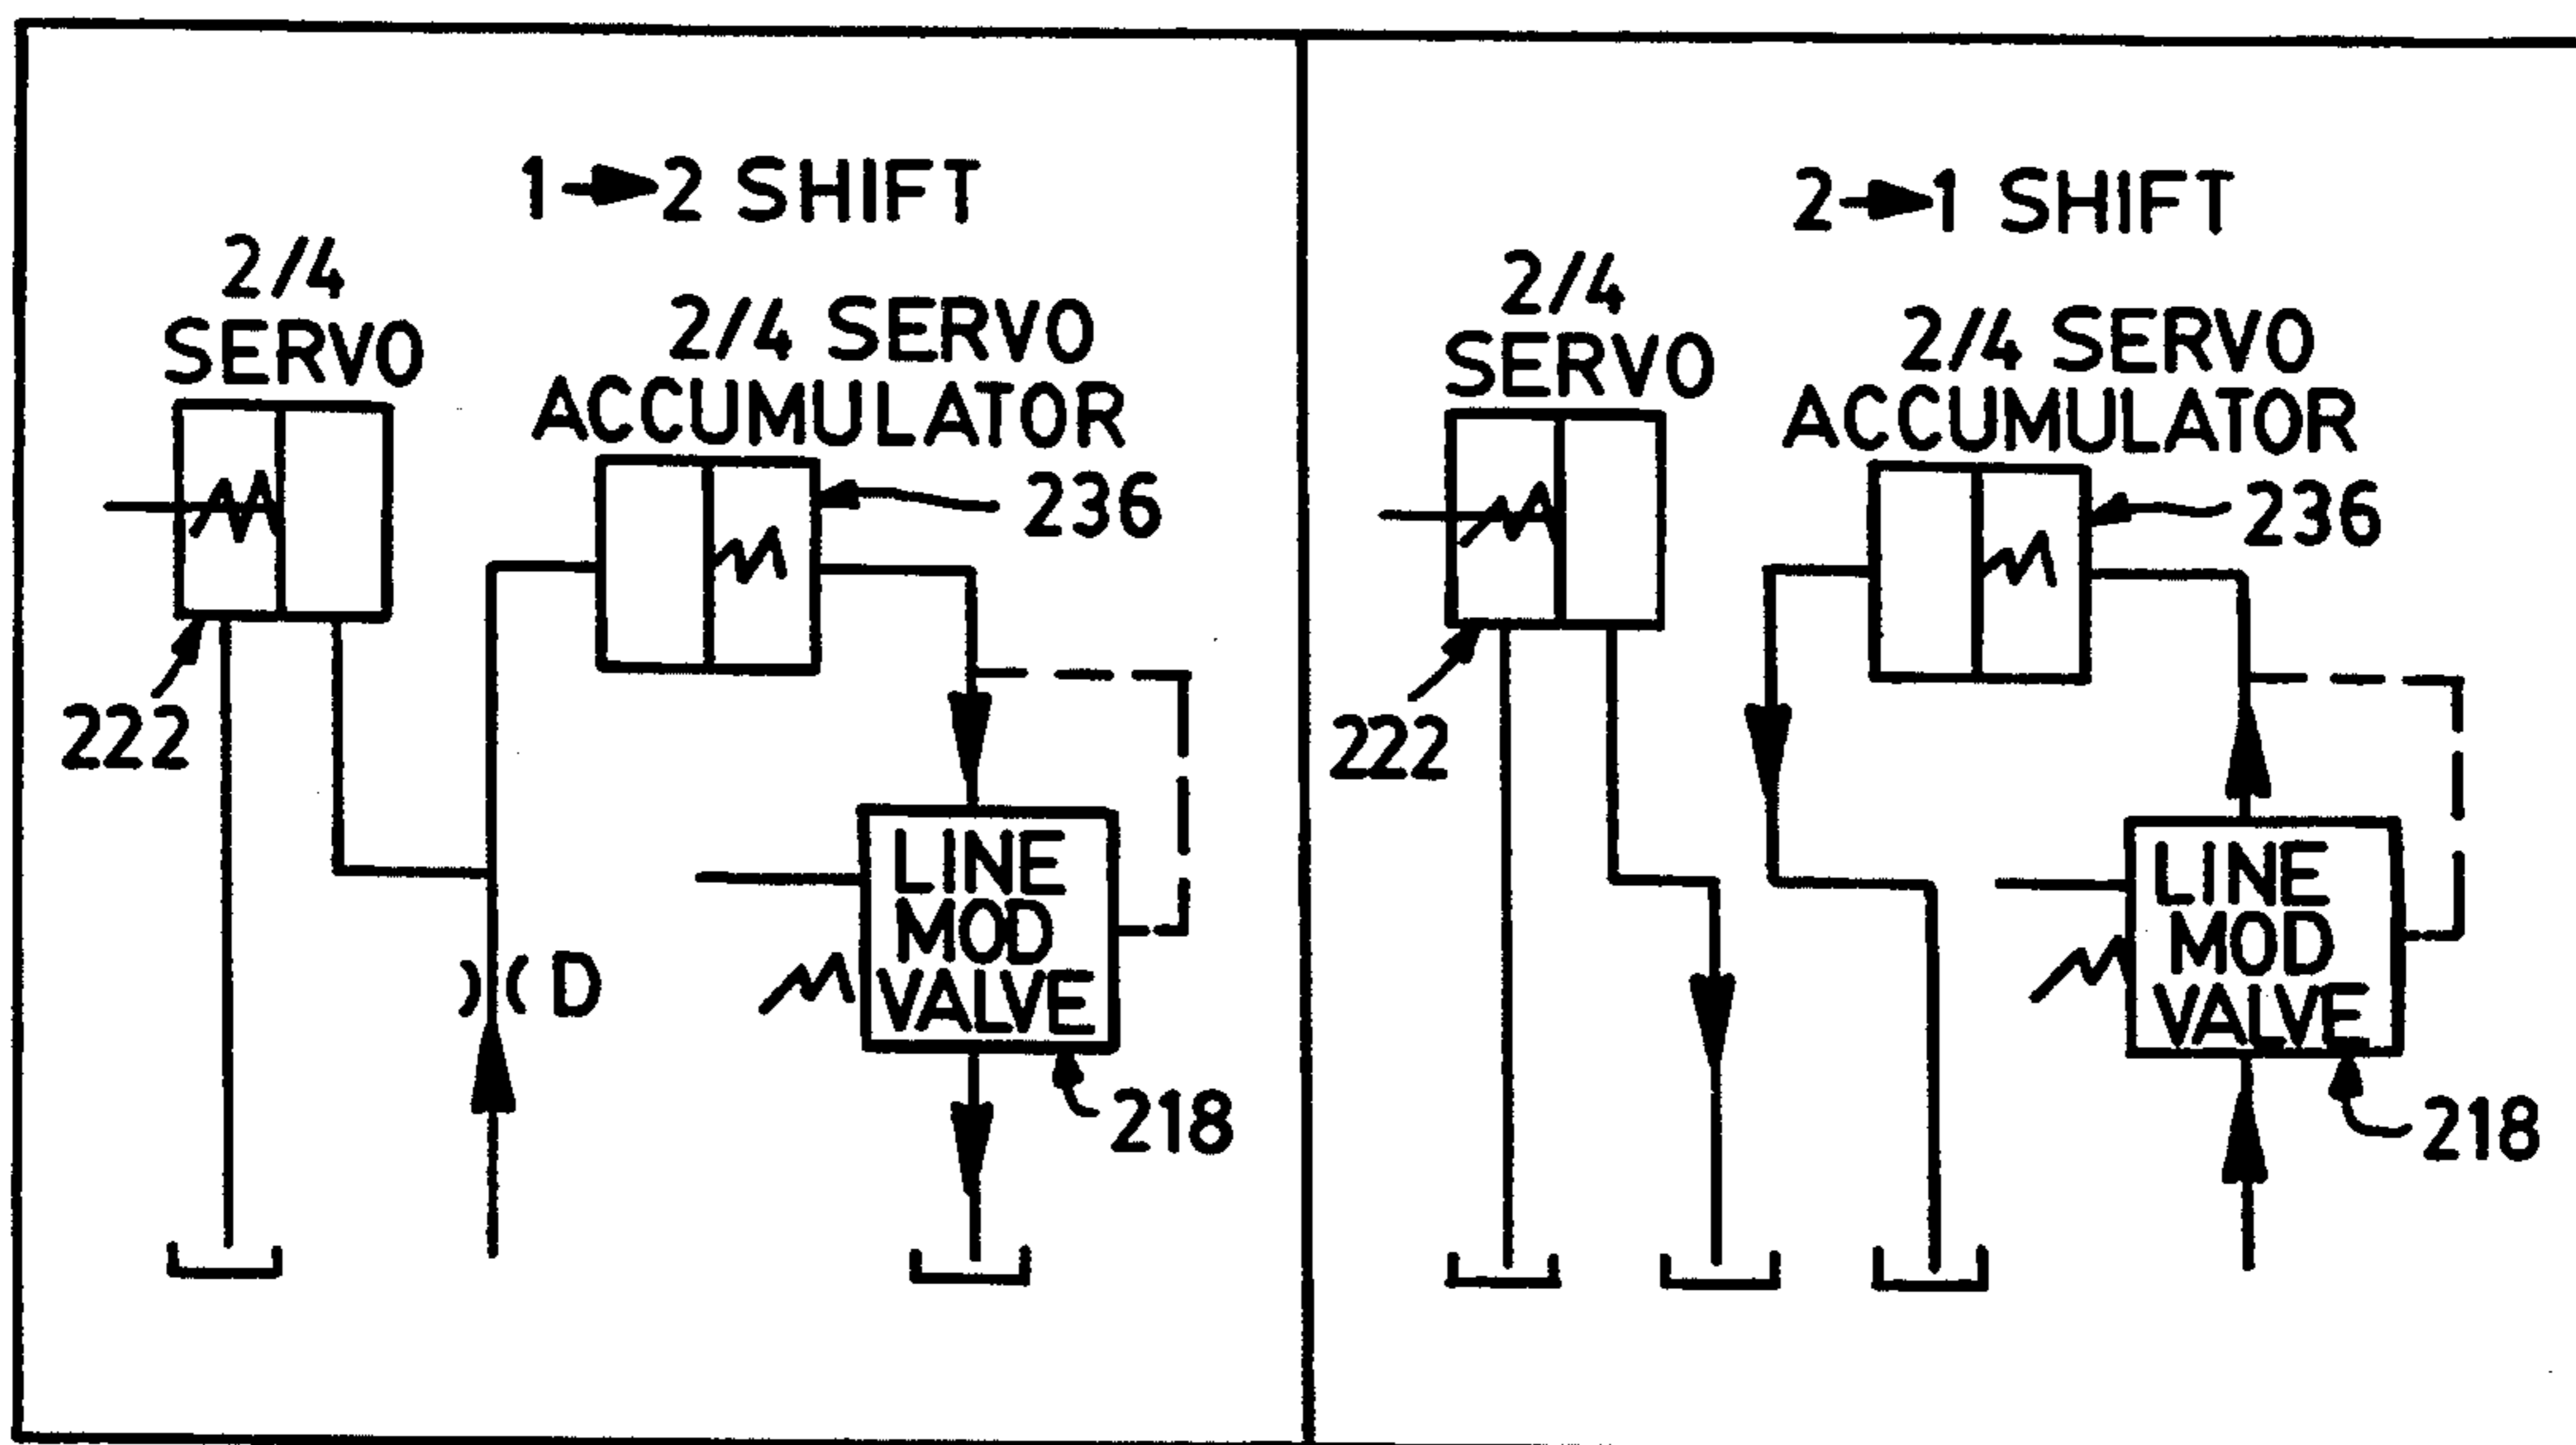 1→2 SHIFT
2/4
SERVO
2/4 SERVO
ACCUMULATOR
236
222
LINE
MOD
VALVE
D
218
2→1 SHIFT
2/4
SERVO
2/4 SERVO
ACCUMULATOR
236
222
LINE
MOD
VALVE
218